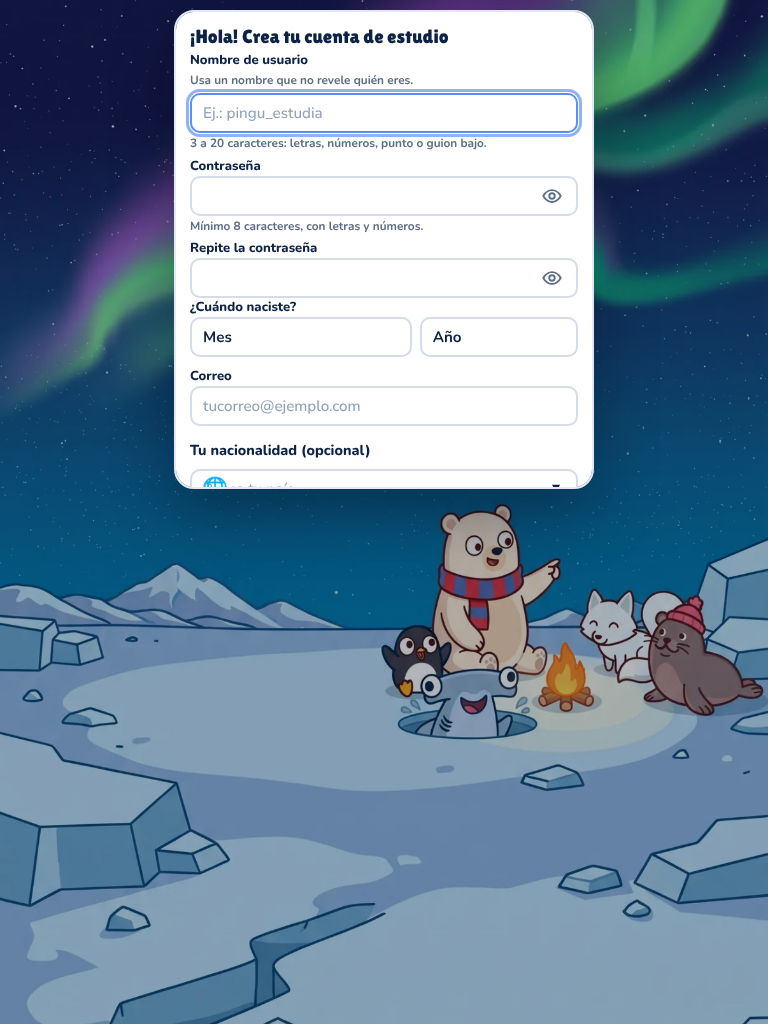 ¡Hola! Crea tu cuenta de estudio
Nombre de usuario
Usa un nombre que no revele quién eres.
Ej.: pingu_estudia
3 a 20 caracteres: letras, números, punto o guion bajo.
Contraseña
Mínimo 8 caracteres, con letras y números.
Repite la contraseña
¿Cuándo naciste?
Mes Año
Correo
tucorreo@ejemplo.com
Tu nacionalidad (opcional)